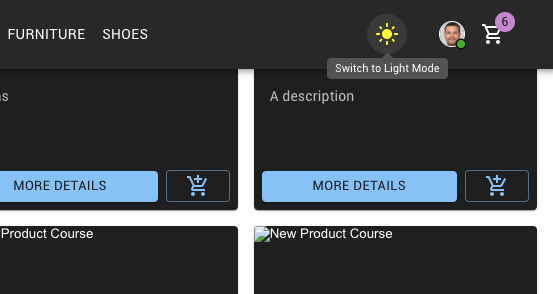 FURNITURE SHOES
6
Switch to Light Mode
A description
MORE DETAILS
MORE DETAILS
Product Course
New Product Course